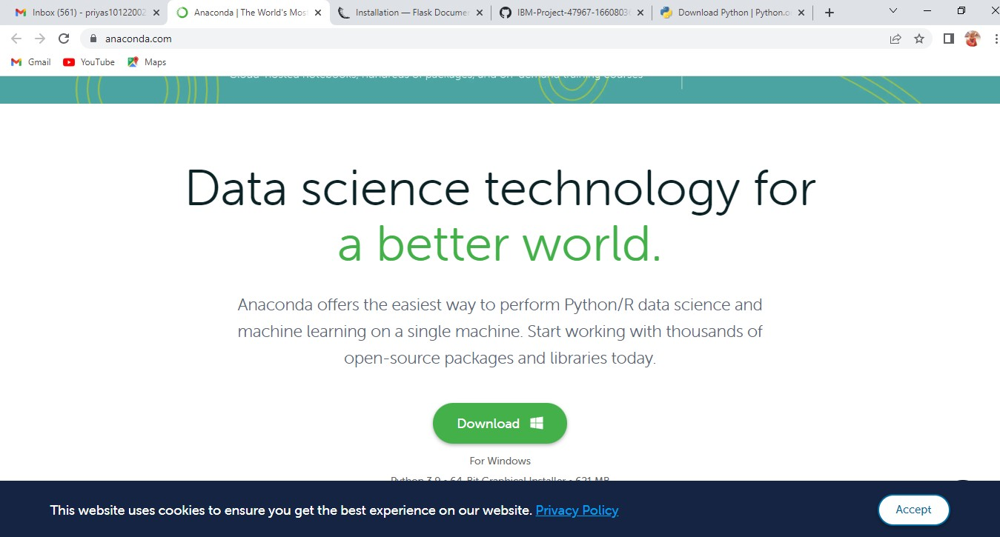 Inbox (561) - priyas10122002
Anaconda | The World's Mos
Installation — Flask Documen
IBM-Project-47967-1660803
Download Python | Python.o
anaconda.com
Gmail
YouTube
Maps
Cloud-hosted notebooks, hundreds of packages, and on-demand training courses
Data science technology for
a better world.
Anaconda offers the easiest way to perform Python/R data science and
machine learning on a single machine. Start working with thousands of
open-source packages and libraries today.
Download
For Windows
Python 3.9 • 64-Bit Graphical Installer • 621 MB
This website uses cookies to ensure you get the best experience on our website. Privacy Policy
Accept